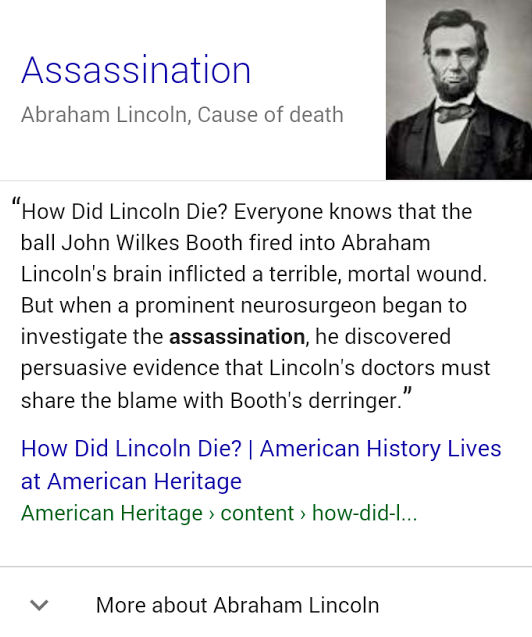 Assassination
Abraham Lincoln, Cause of death
“How Did Lincoln Die? Everyone knows that the
ball John Wilkes Booth fired into Abraham
Lincoln's brain inflicted a terrible, mortal wound.
But when a prominent neurosurgeon began to
investigate the assassination, he discovered
persuasive evidence that Lincoln's doctors must
share the blame with Booth's derringer.”
How Did Lincoln Die? | American History Lives
at American Heritage
American Heritage › content › how-did-l...
More about Abraham Lincoln